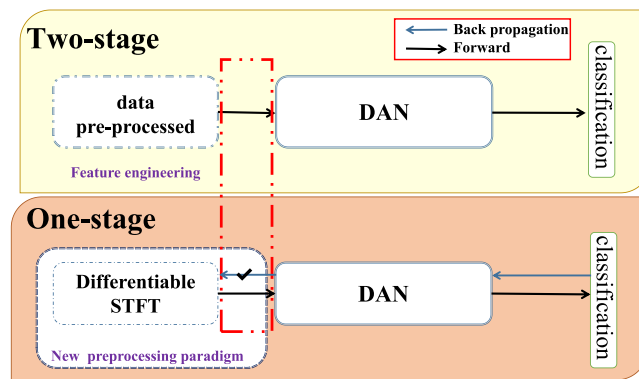 Two-stage
Back propagation
Forward
data
pre-processed
DAN
classification
Feature engineering
One-stage
Differentiable
STFT
DAN
classification
New preprocessing paradigm